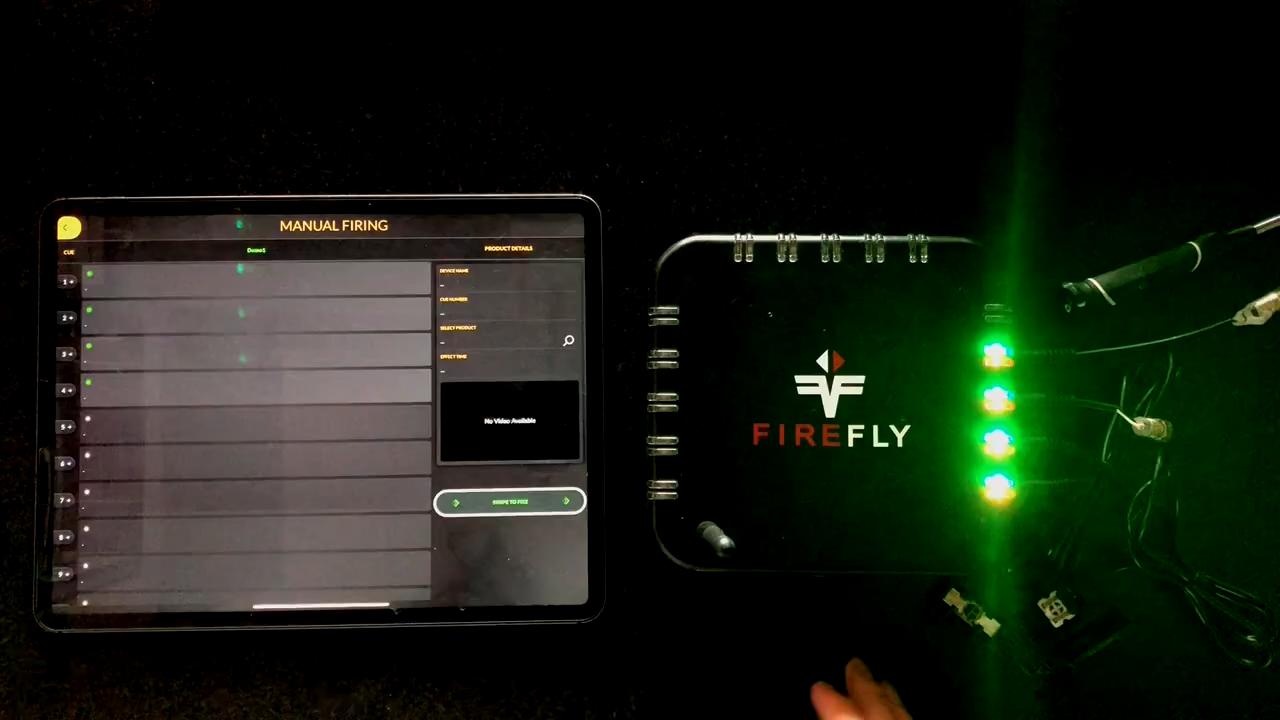 MANUAL FIRING
CUE
Demo1
PRODUCT DETAILS
1
2
3
4
5
6
7
8
9
DEVICE NAME
--
CUE NUMBER
--
SELECT PRODUCT
--
EFFECT TIME
--
No Video Available
SWIPE TO FIRE
FIREFLY